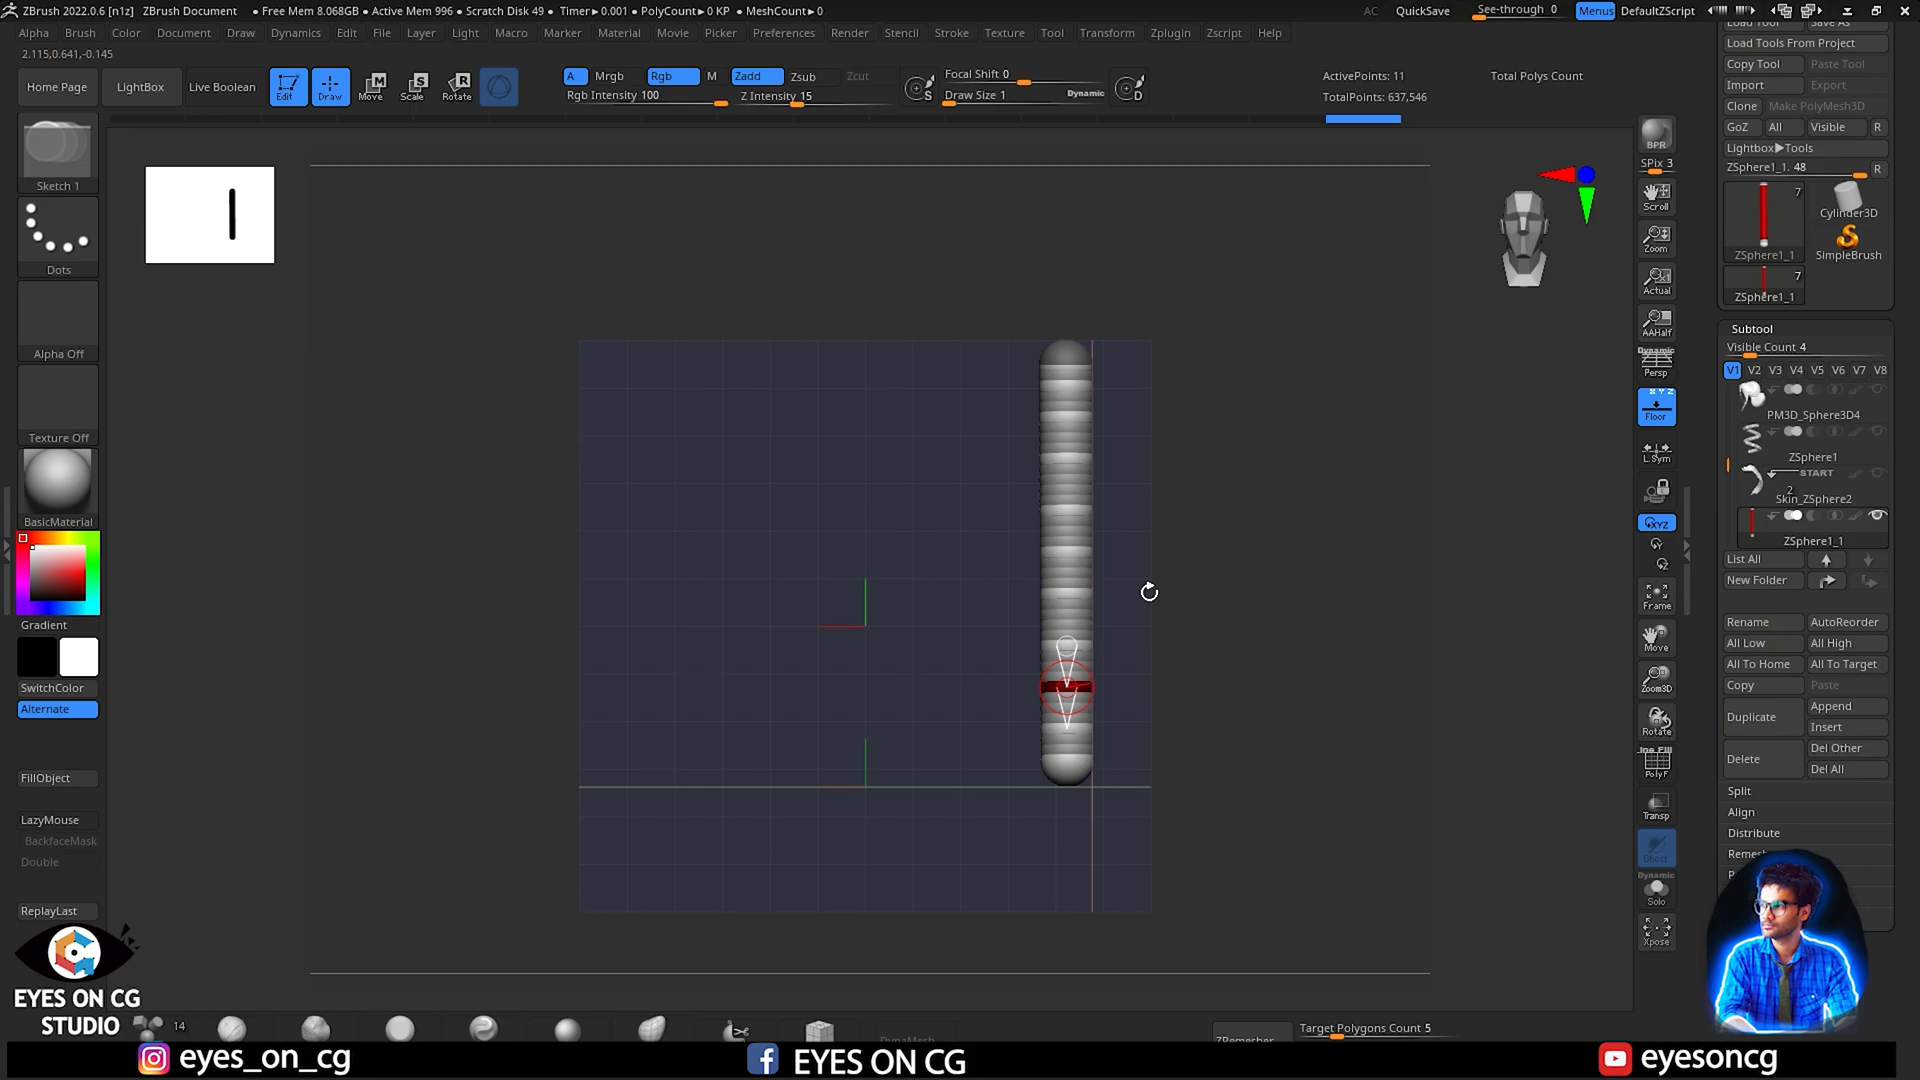 ZBrush 2022.0.6 [n1z] ZBrush Document • Free Mem 8.068GB • Active Mem 996 • Scratch Disk 49 • Timer▸0.001 • PolyCount▸0 KP • MeshCount▸0 AC QuickSave See-through 0 Menus DefaultZScript
Alpha Brush Color Document Draw Dynamics Edit File Layer Light Macro Marker Material Movie Picker Preferences Render Stencil Stroke Texture Tool Transform Zplugin Zscript Help
2.115,0.641,-0.145
Home Page LightBox Live Boolean Edit Draw Move Scale Rotate
A Mrgb Rgb M Zadd Zsub Zcut
Rgb Intensity 100 Z Intensity 15
S Focal Shift 0
Draw Size 1 Dynamic D
ActivePoints: 11 Total Polys Count
TotalPoints: 637,546
Sketch 1
Dots
Alpha Off
Texture Off
BasicMaterial
Gradient
SwitchColor
Alternate
FillObject
LazyMouse
BackfaceMask
Double
ReplayLast
BPR
SPix 3
Scroll
Zoom
Actual
AAHalf
Dynamic
Persp
X Y Z
Floor
L.Sym
XYZ
Y
Z
Frame
Move
Zoom3D
Rotate
PolyF
Transp
Ghost
Dynamic
Solo
Xpose
Load Tools From Project
Copy Tool Paste Tool
Import Export
Clone Make PolyMesh3D
GoZ All Visible R
Lightbox▶Tools
ZSphere1_1. 48 R
7
Cylinder3D
ZSphere1_1 SimpleBrush
7
ZSphere1_1
Subtool
Visible Count 4
V1 V2 V3 V4 V5 V6 V7 V8
PM3D_Sphere3D4
ZSphere1
START
2
Skin_ZSphere2
ZSphere1_1
List All
New Folder
Rename AutoReorder
All Low All High
All To Home All To Target
Copy Paste
Duplicate Append
Insert
Delete Del Other
Del All
Split
Align
Distribute
14
DynaMesh
ZRemesher
Target Polygons Count 5
EYES ON CG
STUDIO
eyes_on_cg
EYES ON CG
eyesoncg